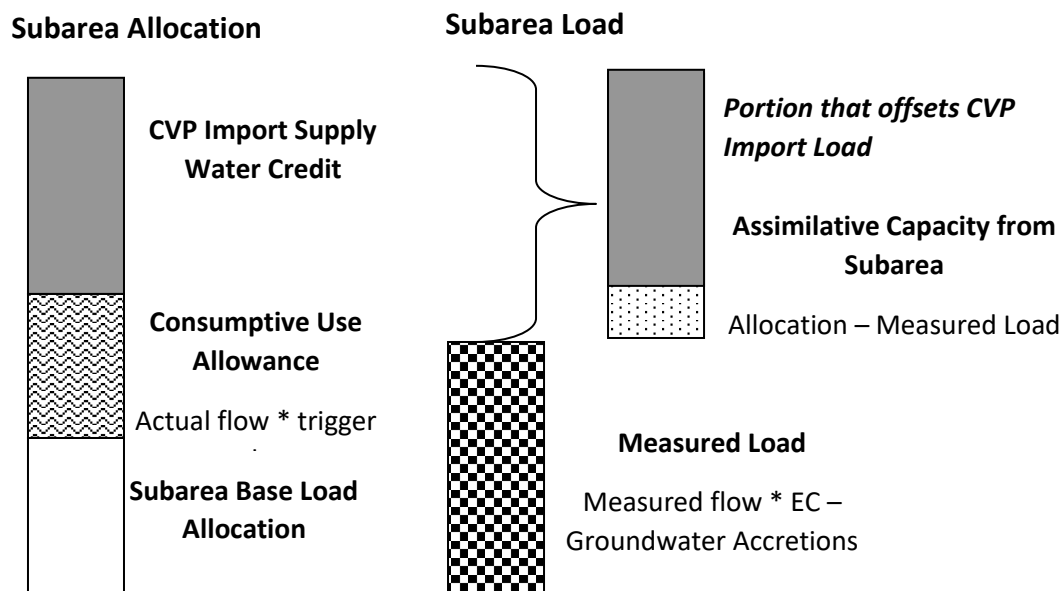 Subarea Allocation
Subarea Load
CVP Import Supply
Water Credit
Consumptive Use
Allowance
Actual flow * trigger
Subarea Base Load
Allocation
Portion that offsets CVP
Import Load
Assimilative Capacity from
Subarea
Allocation – Measured Load
Measured Load
Measured flow * EC –
Groundwater Accretions